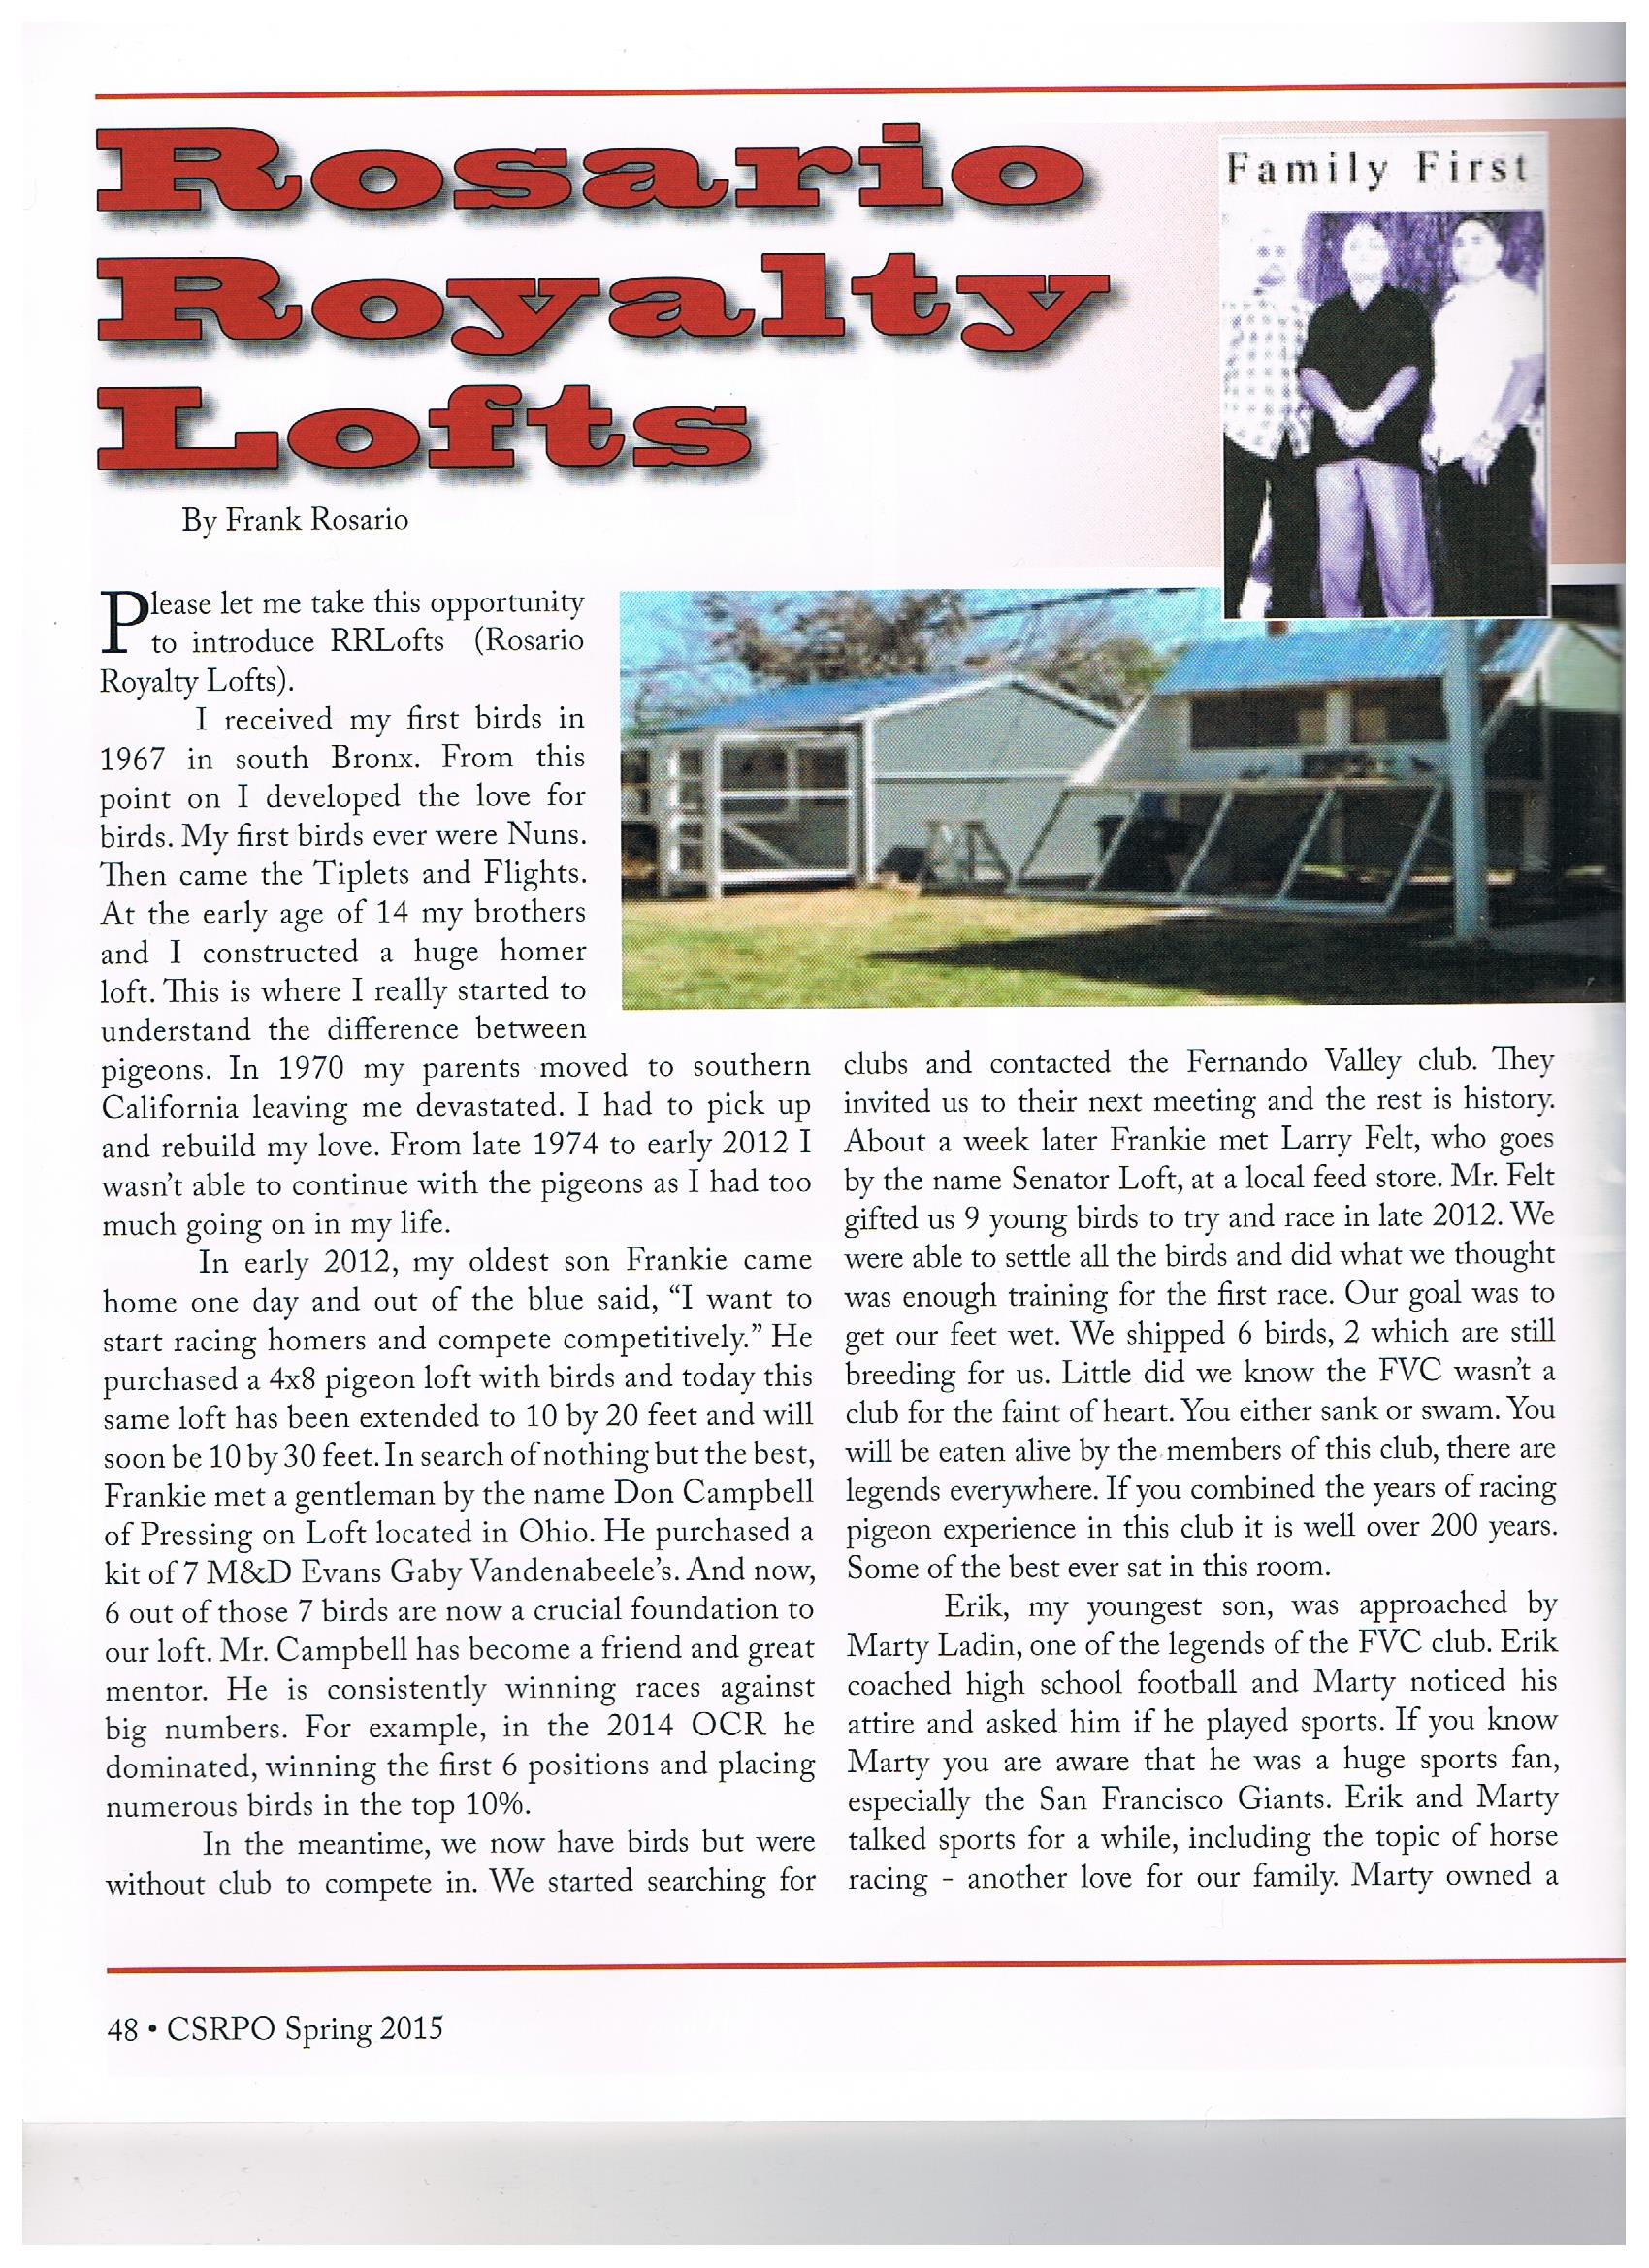 Rosario
Royalty
Lofts
Family First
By Frank Rosario
Please let me take this opportunity
to introduce RRLofts (Rosario
Royalty Lofts).
I received my first birds in
1967 in south Bronx. From this
point on I developed the love for
birds. My first birds ever were Nuns.
Then came the Tiplets and Flights.
At the early age of 14 my brothers
and I constructed a huge homer
loft. This is where I really started to
understand the difference between
pigeons. In 1970 my parents moved to southern
California leaving me devastated. I had to pick up
and rebuild my love. From late 1974 to early 2012 I
wasn't able to continue with the pigeons as I had too
much going on in my life.
In early 2012, my oldest son Frankie came
home one day and out of the blue said, “I want to
start racing homers and compete competitively.” He
purchased a 4x8 pigeon loft with birds and today this
same loft has been extended to 10 by 20 feet and will
soon be 10 by 30 feet. In search of nothing but the best,
Frankie met a gentleman by the name Don Campbell
of Pressing on Loft located in Ohio. He purchased a
kit of 7 M&D Evans Gaby Vandenabeele's. And now,
6 out of those 7 birds are now a crucial foundation to
our loft. Mr. Campbell has become a friend and great
mentor. He is consistently winning races against
big numbers. For example, in the 2014 OCR he
dominated, winning the first 6 positions and placing
numerous birds in the top 10%.
In the meantime, we now have birds but were
without club to compete in. We started searching for
clubs and contacted the Fernando Valley club. They
invited us to their next meeting and the rest is history.
About a week later Frankie met Larry Felt, who goes
by the name Senator Loft, at a local feed store. Mr. Felt
gifted us 9 young birds to try and race in late 2012. We
were able to settle all the birds and did what we thought
was enough training for the first race. Our goal was to
get our feet wet. We shipped 6 birds, 2 which are still
breeding for us. Little did we know the FVC wasn't a
club for the faint of heart. You either sank or swam. You
will be eaten alive by the members of this club, there are
legends everywhere. If you combined the years of racing
pigeon experience in this club it is well over 200 years.
Some of the best ever sat in this room.
Erik, my youngest son, was approached by
Marty Ladin, one of the legends of the FVC club. Erik
coached high school football and Marty noticed his
attire and asked him if he played sports. If you know
Marty you are aware that he was a huge sports fan,
especially the San Francisco Giants. Erik and Marty
talked sports for a while, including the topic of horse
racing - another love for our family. Marty owned a
48 • CSRPO Spring 2015